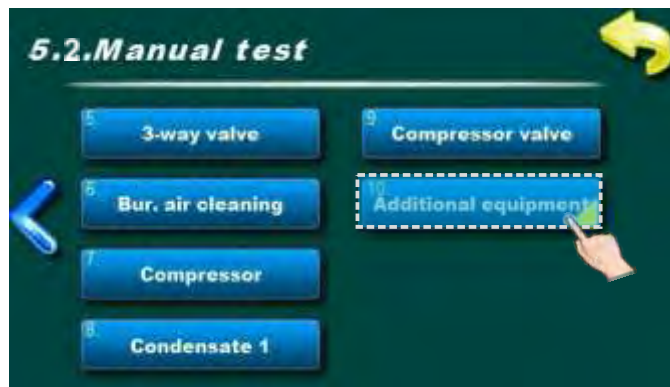 5.2.Manual test
5
3-way valve
6
Bur. air cleaning
7
Compressor
8
Condensate 1
9
Compressor valve
10
Additional equipment